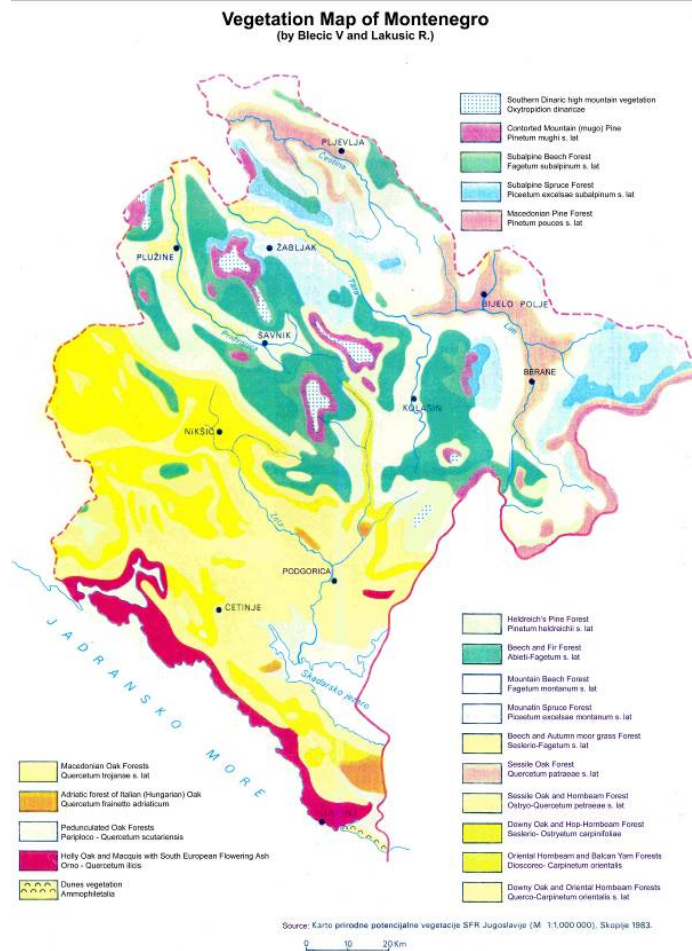 Vegetation Map of Montenegro
(by Blecic V and Lakusic R.)
Southern Dinaric high mountain vegetation
Oxytropidion dinaricae
Contorted Mountain (mugo) Pine
Pinetum mughi s. lat
Subalpine Beech Forest
Fagetum subalpinum s. lat
Subalpine Spruce Forest
Piceetum excelsae subalpinum s. lat
Macedonian Pine Forest
Pinetum peuces s. lat
PLJEVLJA
Ćeotina
PLUŽINE
ŽABLJAK
Tara
BIJELO POLJE
Lim
ŠAVNIK
BERANE
KOLAŠIN
NIKŠIĆ
Zeta
PODGORICA
CETINJE
Skadarsko jezero
JADRANSKO MORE
Heldreich's Pine Forest
Pinetum heldreichii s. lat
Beech and Fir Forest
Abieti-Fagetum s. lat
Mountain Beech Forest
Fagetum montanum s. lat
Mounatin Spruce Forest
Piceetum excelsae montanum s. lat
Beech and Autumn moor grass Forest
Seslerio-Fagetum s. lat
Sessile Oak Forest
Quercetum patraeae s. lat
Sessile Oak and Hornbeam Forest
Ostryo-Quercetum petraeae s. lat
Downy Oak and Hop-Hornbeam Forest
Seslerio- Ostryetum carpinifoliae
Oriental Hornbeam and Balcan Yam Forests
Dioscoreo- Carpinetum orientalis
Downy Oak and Oriental Hornbeam Forests
Querco-Carpinetum orientalis s. lat
Macedonian Oak Forests
Quercetum trojanae s. lat
Adriatic forest of Italian (Hungarian) Oak
Quercetum frainetto adriaticum
Pedunculated Oak Forests
Periploco - Quercetum scutariensis
Holly Oak and Macquis with South European Flowering Ash
Orno - Quercetum ilicis
Dunes vegetation
Ammophiletalia
Source: Karta prirodne potencijalne vegetacije SFR Jugoslavije (M 1:1.000 000), Skoplje 1983.
0 10 20 Km